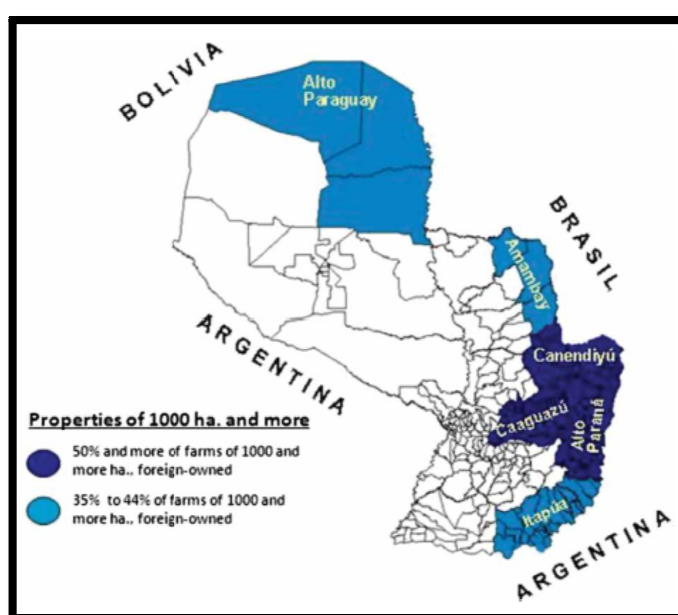 BOLIVIA
Alto
Paraguay
BRASIL
Amambay
Canendiyú
ARGENTINA
Caaguazú
Alto
Paraná
Properties of 1000 ha. and more
50% and more of farms of 1000 and
more ha., foreign-owned
35% to 44% of farms of 1000 and
more ha., foreign-owned
Itapúa
ARGENTINA